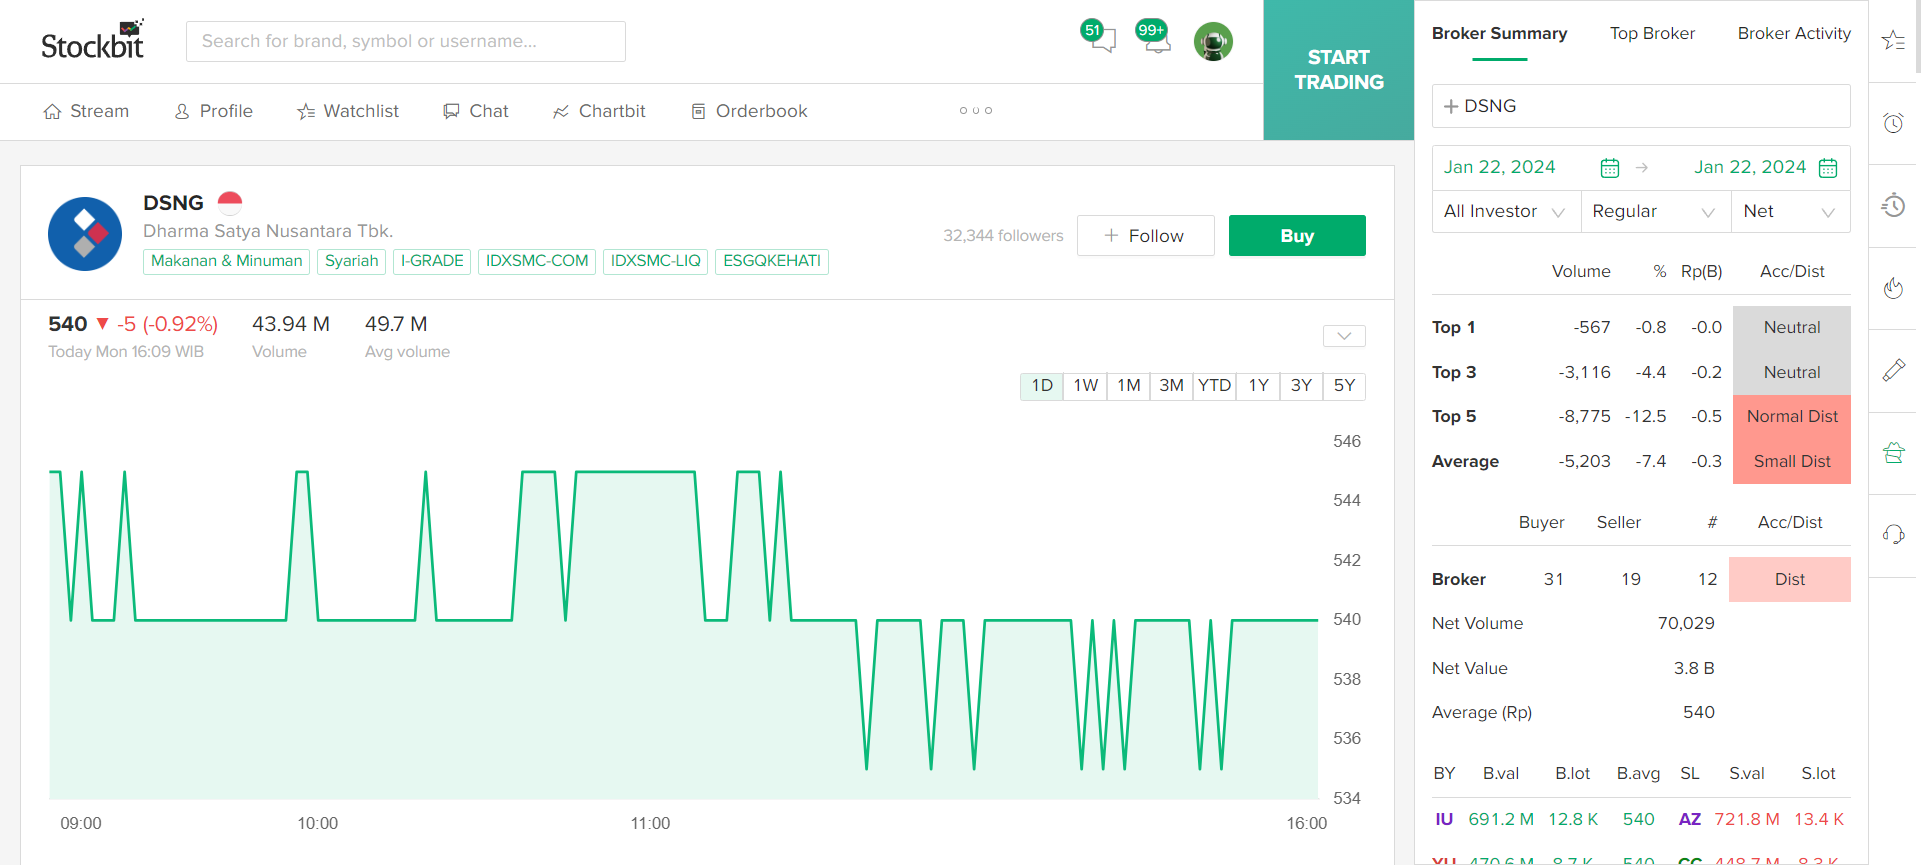 Stockbit
Search for brand, symbol or username...
51
99+
START
TRADING
Stream
Profile
Watchlist
Chat
Chartbit
Orderbook
DSNG
Dharma Satya Nusantara Tbk.
Makanan & Minuman
Syariah
I-GRADE
IDXSMC-COM
IDXSMC-LIQ
ESGQKEHATI
32,344 followers
+ Follow
Buy
540 ▼ -5 (-0.92%)
Today Mon 16:09 WIB
43.94 M
Volume
49.7 M
Avg volume
1D 1W 1M 3M YTD 1Y 3Y 5Y
546
544
542
540
538
536
534
09:00 10:00 11:00 16:00
Broker Summary Top Broker Broker Activity
+ DSNG
Jan 22, 2024 → Jan 22, 2024
All Investor Regular Net
Volume % Rp(B) Acc/Dist
Top 1 -567 -0.8 -0.0 Neutral
Top 3 -3,116 -4.4 -0.2 Neutral
Top 5 -8,775 -12.5 -0.5 Normal Dist
Average -5,203 -7.4 -0.3 Small Dist
Buyer Seller # Acc/Dist
Broker 31 19 12 Dist
Net Volume 70,029
Net Value 3.8 B
Average (Rp) 540
BY B.val B.lot B.avg SL S.val S.lot
IU 691.2 M 12.8 K 540 AZ 721.8 M 13.4 K